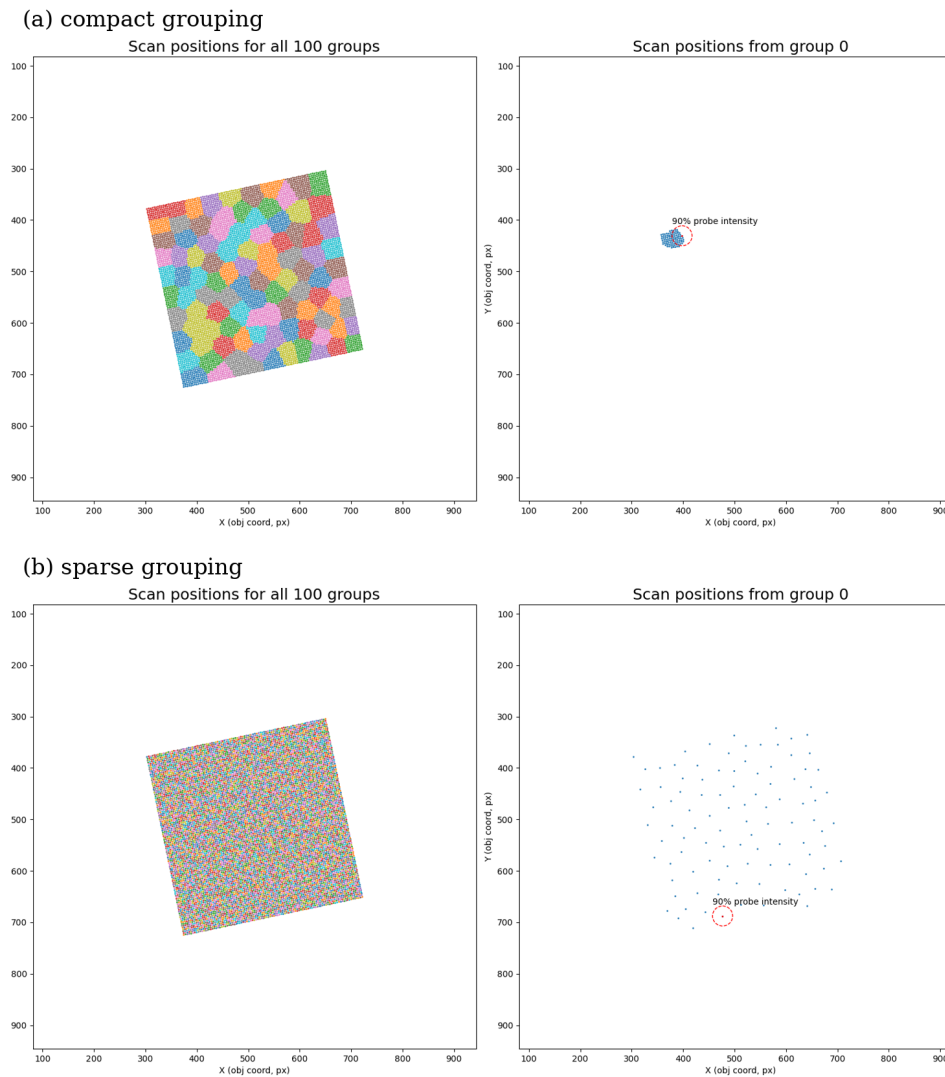 (a) compact grouping
Scan positions for all 100 groups
100
200
300
400
500
600
700
800
900
100 200 300 400 500 600 700 800 900
X (obj coord, px)
Scan positions from group 0
Y (obj coord, px)
100
200
300
400
500
600
700
800
900
90% probe intensity
100 200 300 400 500 600 700 800 900
X (obj coord, px)
(b) sparse grouping
Scan positions for all 100 groups
100
200
300
400
500
600
700
800
900
100 200 300 400 500 600 700 800 900
X (obj coord, px)
Scan positions from group 0
Y (obj coord, px)
100
200
300
400
500
600
700
800
900
90% probe intensity
100 200 300 400 500 600 700 800 900
X (obj coord, px)